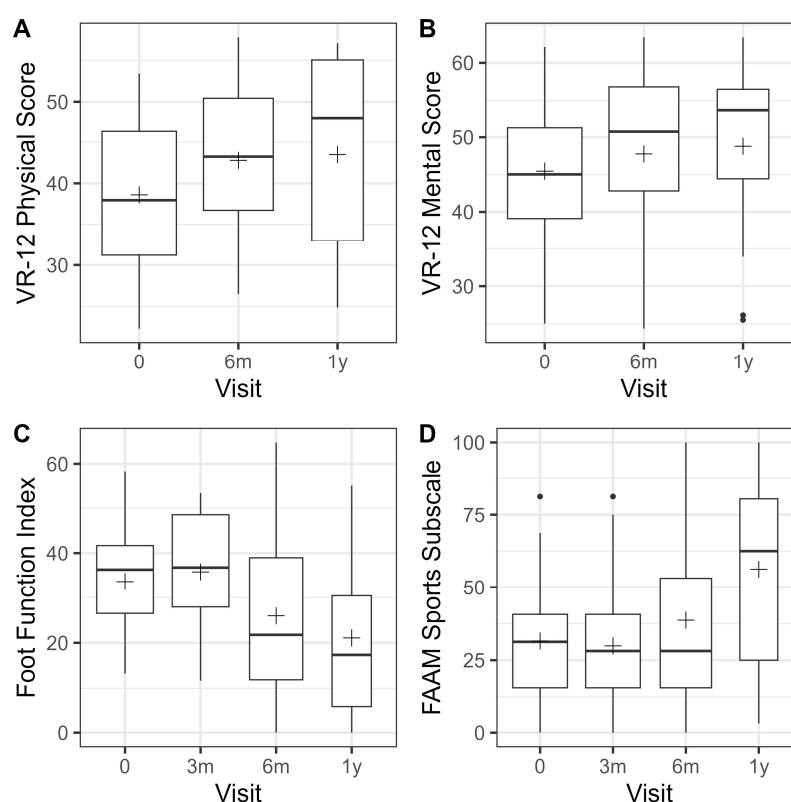 A
VR-12 Physical Score
50
40
30
0 6m 1y
Visit
B
VR-12 Mental Score
60
50
40
30
0 6m 1y
Visit
C
Foot Function Index
60
40
20
0
0 3m 6m 1y
Visit
D
FAAM Sports Subscale
100
75
50
25
0
0 3m 6m 1y
Visit